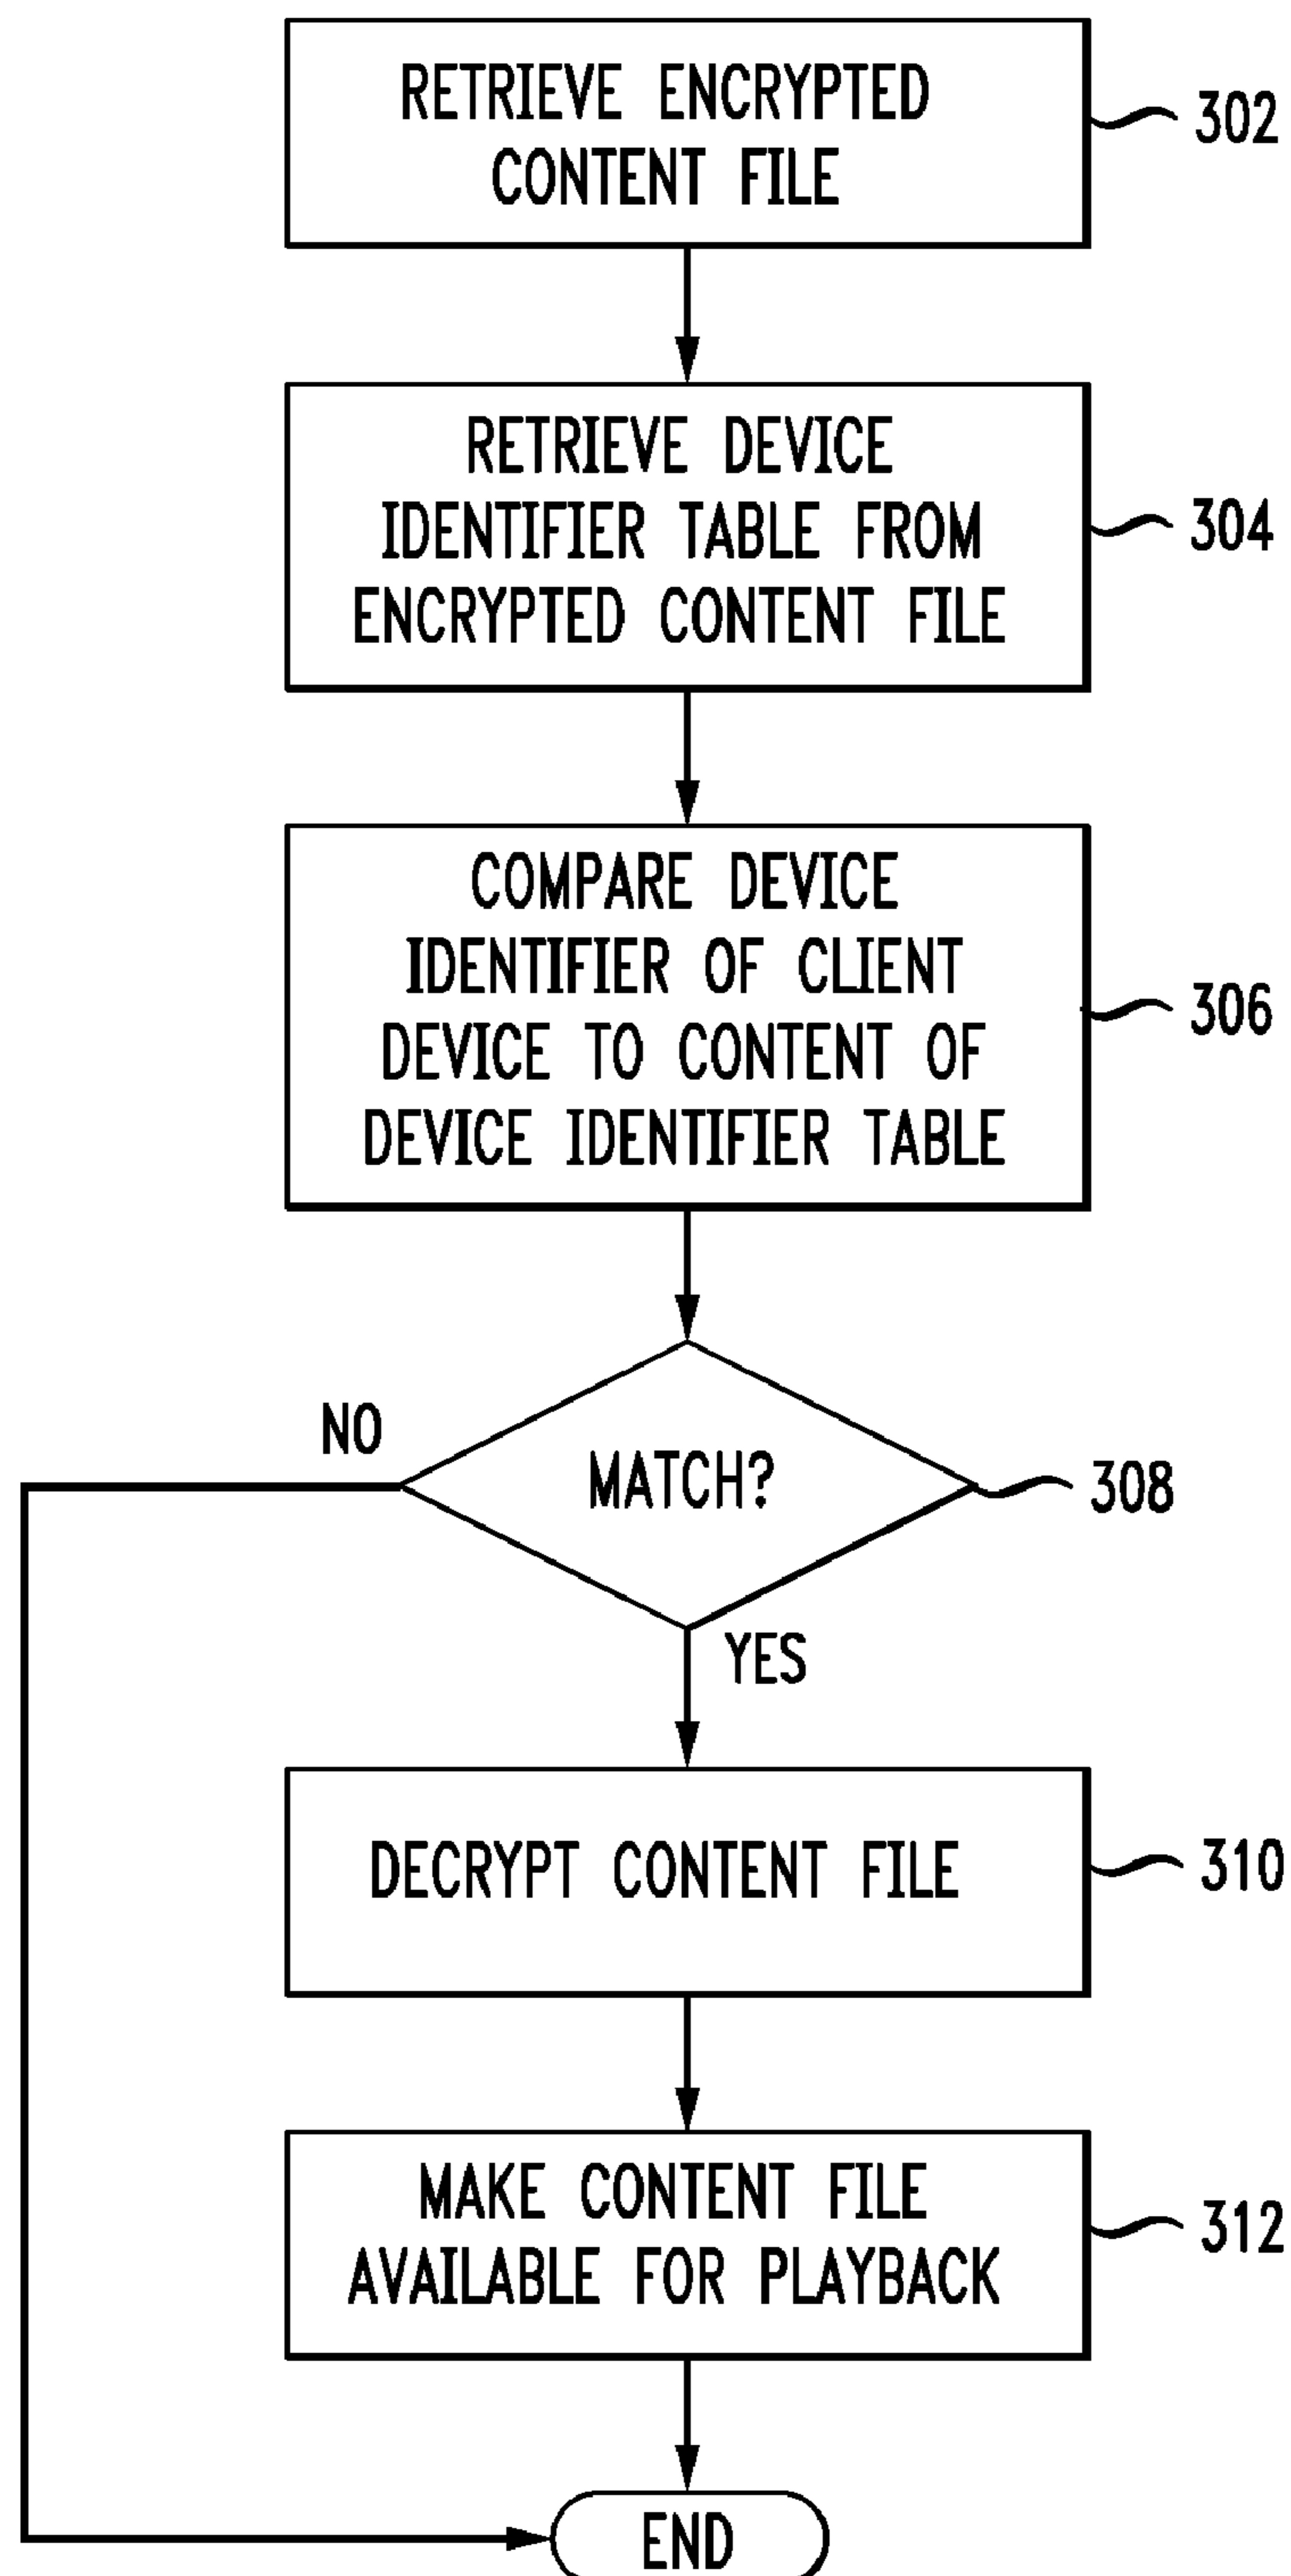 RETRIEVE ENCRYPTED
CONTENT FILE
302
RETRIEVE DEVICE
IDENTIFIER TABLE FROM
ENCRYPTED CONTENT FILE
304
COMPARE DEVICE
IDENTIFIER OF CLIENT
DEVICE TO CONTENT OF
DEVICE IDENTIFIER TABLE
306
NO
MATCH?
308
YES
DECRYPT CONTENT FILE
310
MAKE CONTENT FILE
AVAILABLE FOR PLAYBACK
312
END